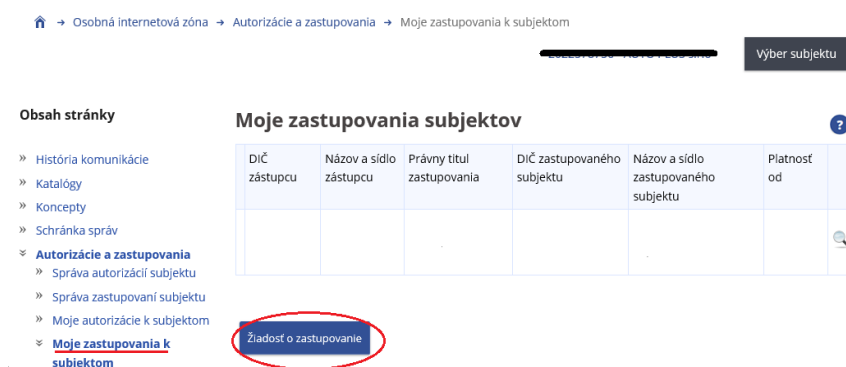 Osobná internetová zóna → Autorizácie a zastupovania → Moje zastupovania k subjektom
Výber subjektu
Obsah stránky
» História komunikácie
» Katalógy
» Koncepty
» Schránka správ
Autorizácie a zastupovania
» Správa autorizácií subjektu
» Správa zastupovaní subjektu
» Moje autorizácie k subjektom
Moje zastupovania k
subjektom
Moje zastupovania subjektov
?
DIČ Názov a sídlo Právny titul DIČ zastupovaného Názov a sídlo Platnosť
zástupcu zástupcu zastupovania subjektu zastupovaného od
subjektu
Žiadosť o zastupovanie